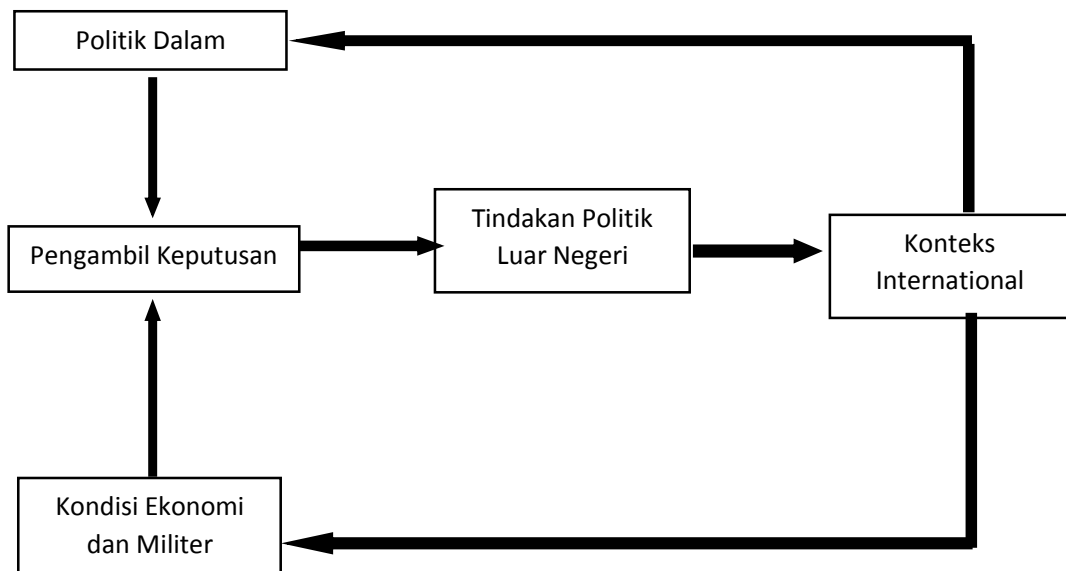 Politik Dalam
Pengambil Keputusan
Tindakan Politik
Luar Negeri
Konteks
International
Kondisi Ekonomi
dan Militer